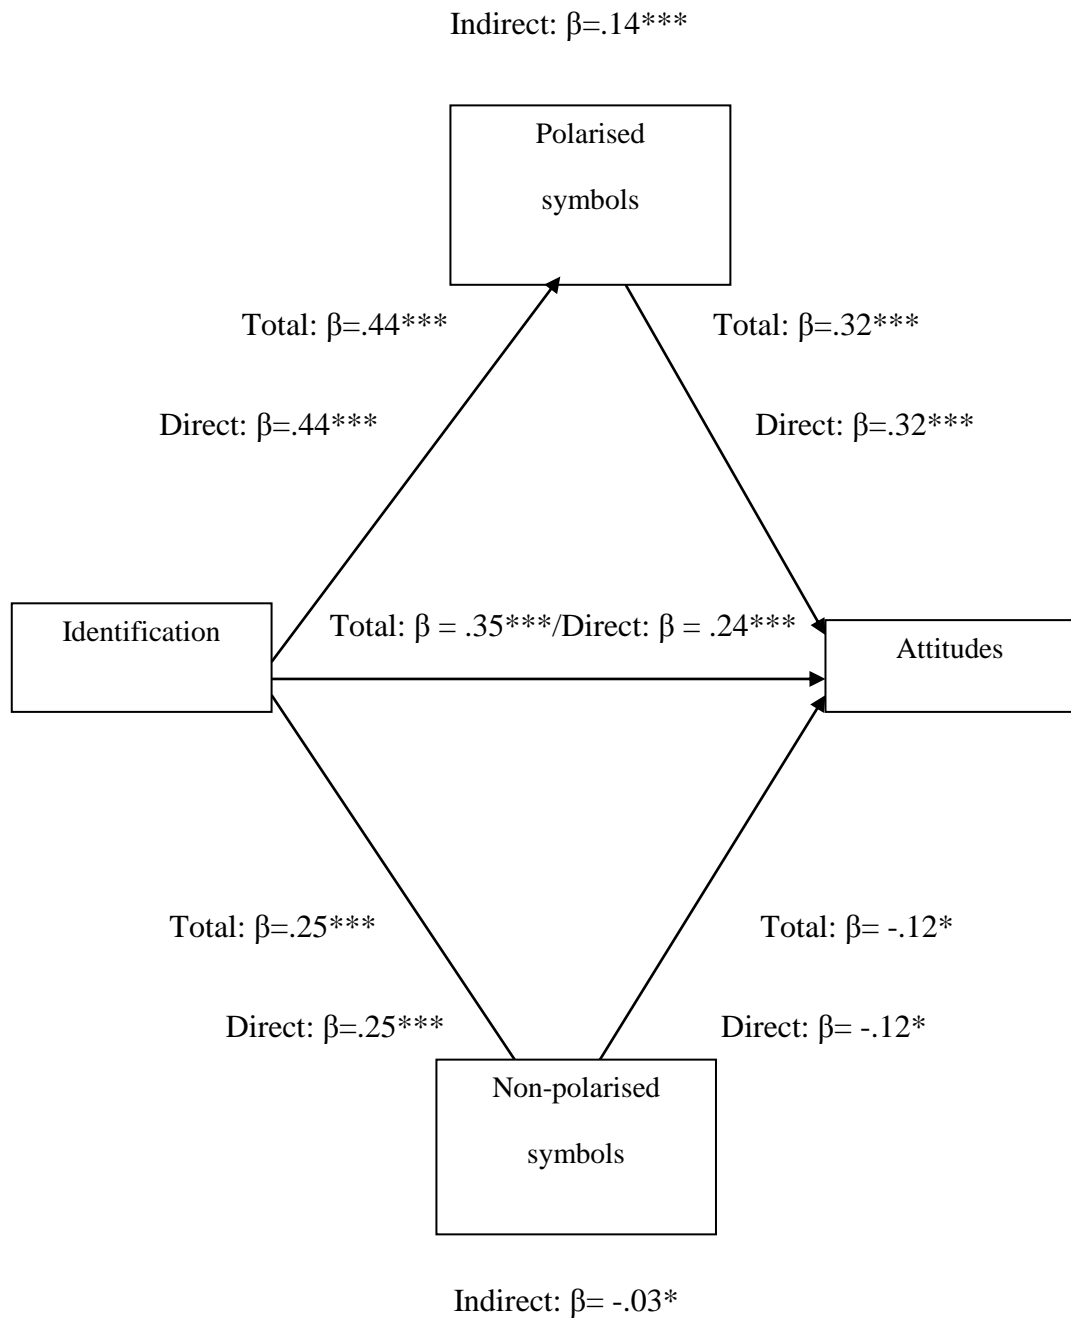 Indirect: β=.14***
Polarised
symbols
Total: β=.44***
Total: β=.32***
Direct: β=.44***
Direct: β=.32***
Identification
Total: β = .35***/Direct: β = .24***
Attitudes
Total: β=.25***
Total: β= -.12*
Direct: β=.25***
Direct: β= -.12*
Non-polarised
symbols
Indirect: β= -.03*